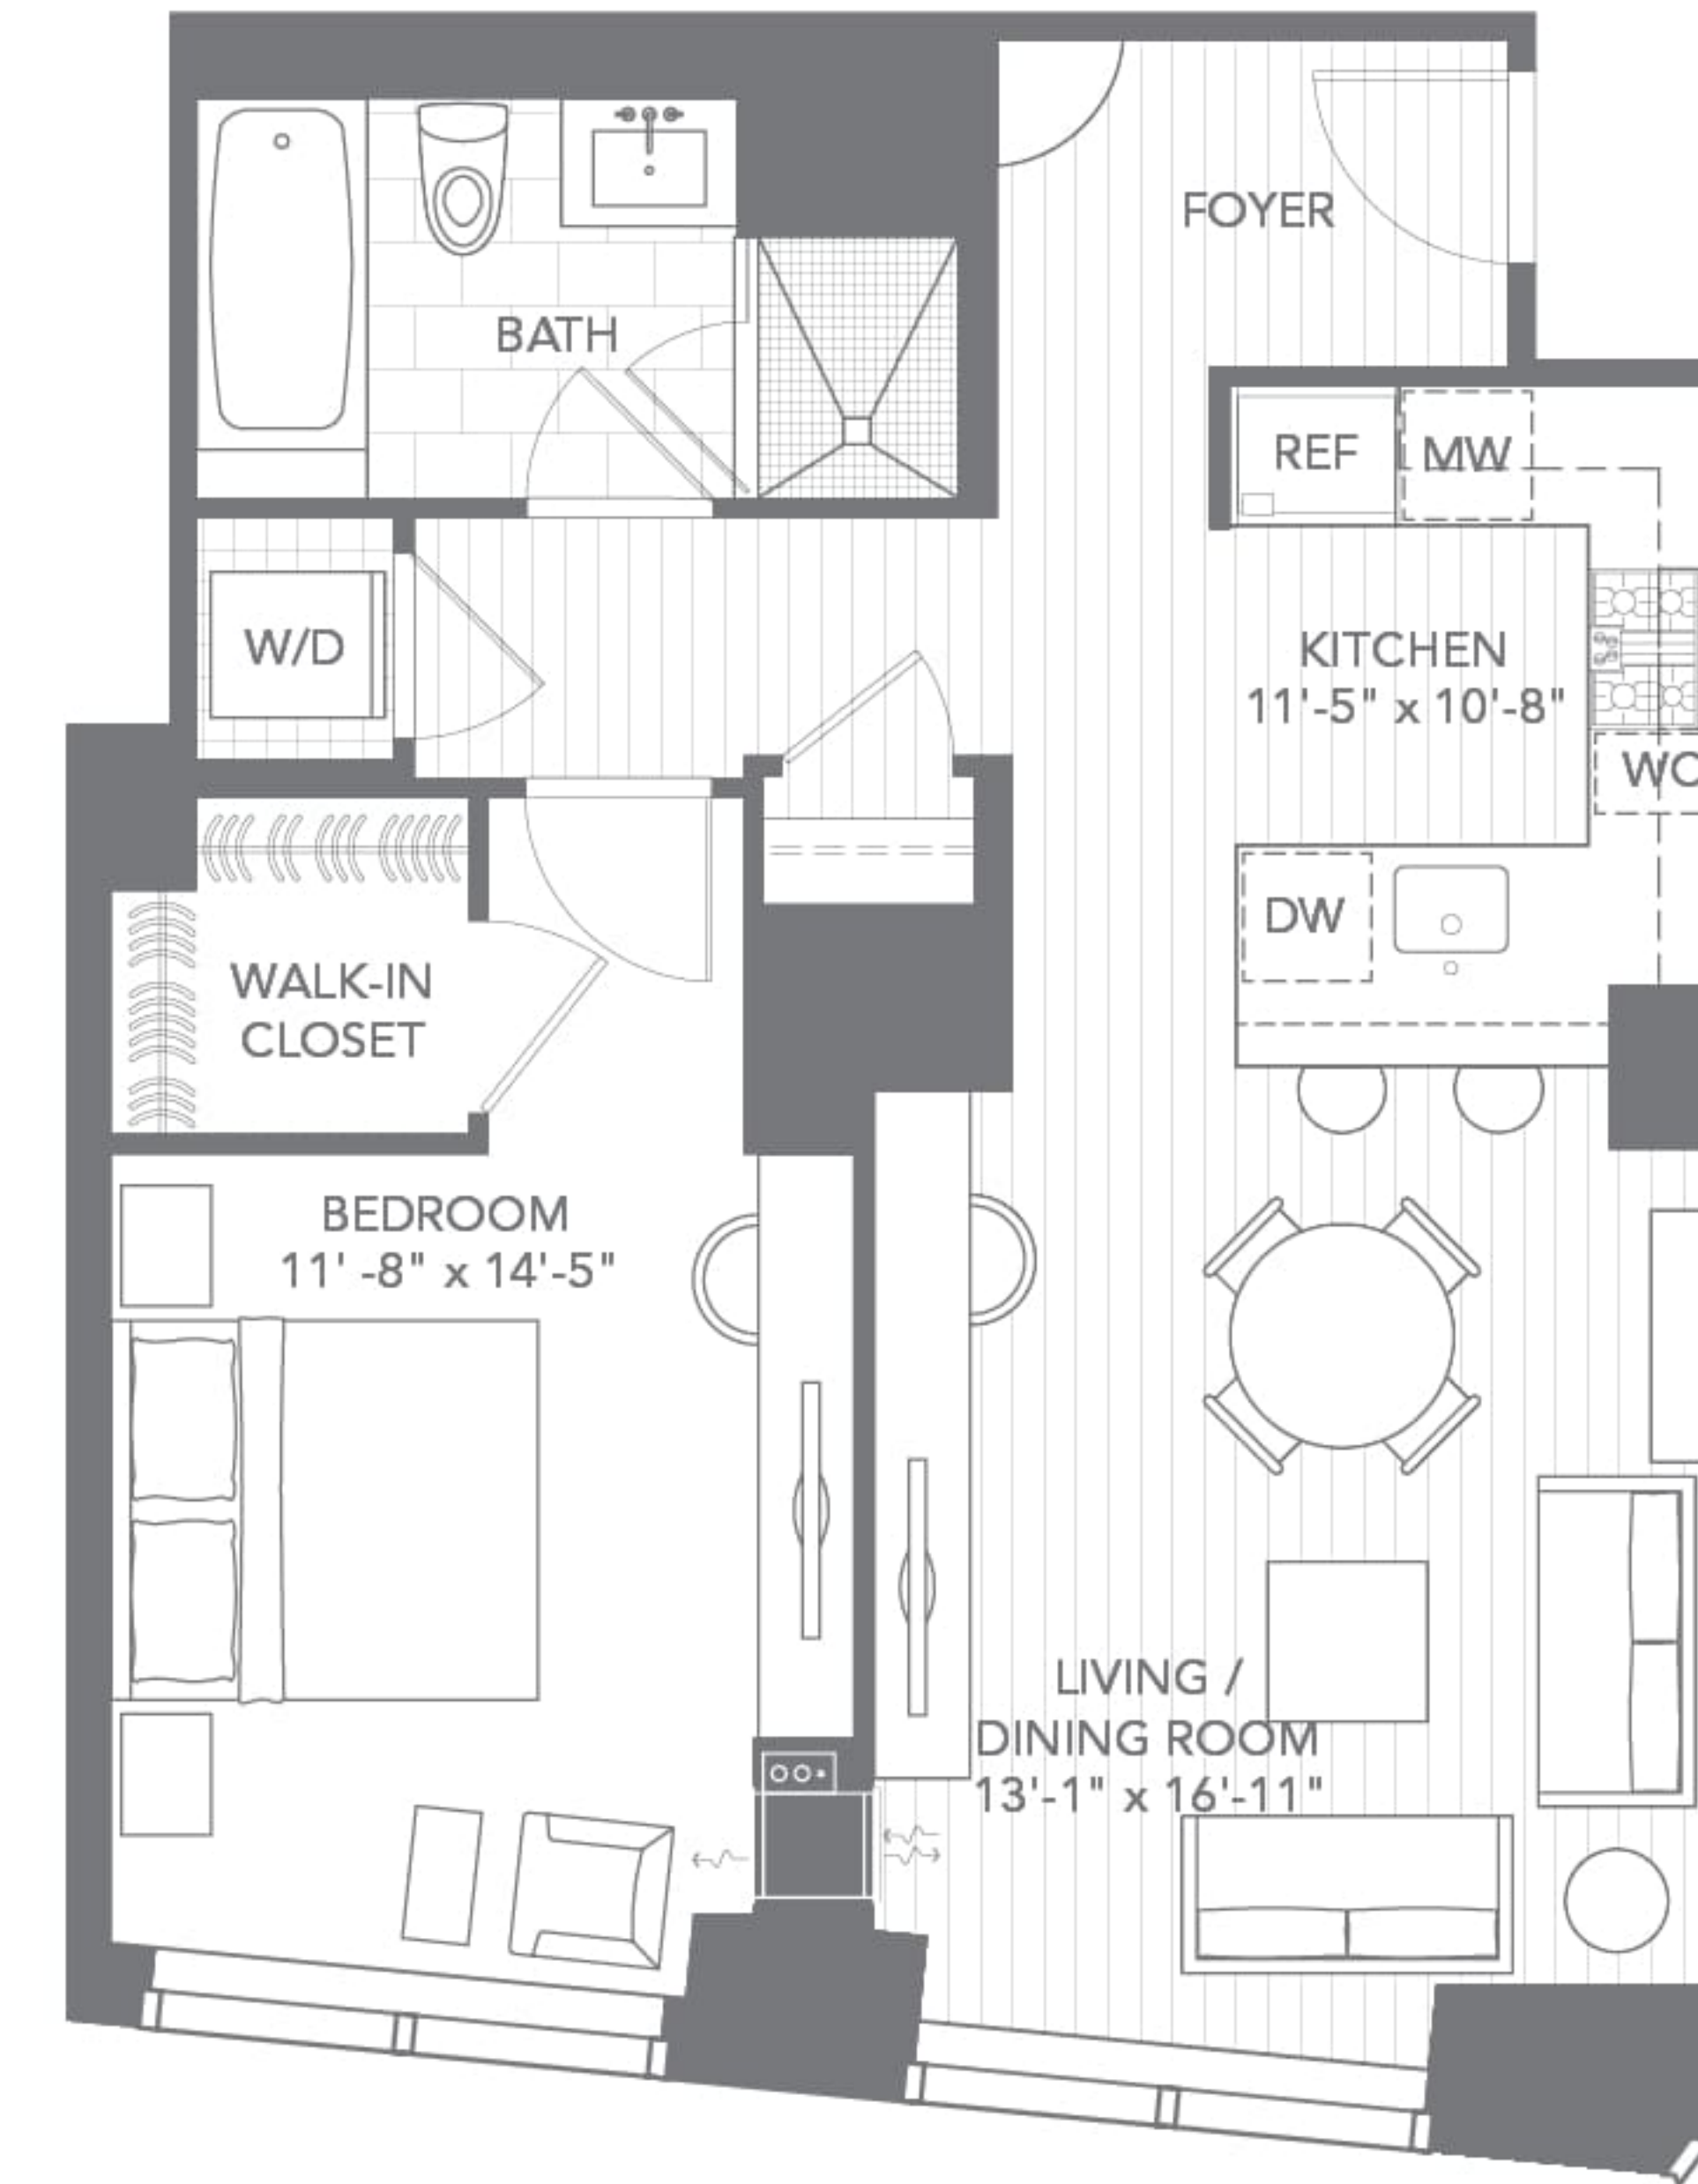 FOYER
BATH
REF
MW
W/D
KITCHEN
11'-5" x 10'-8"
DW
WALK-IN
CLOSET
BEDROOM
11' -8" x 14'-5"
LIVING /
DINING ROOM
13'-1" x 16'-11"